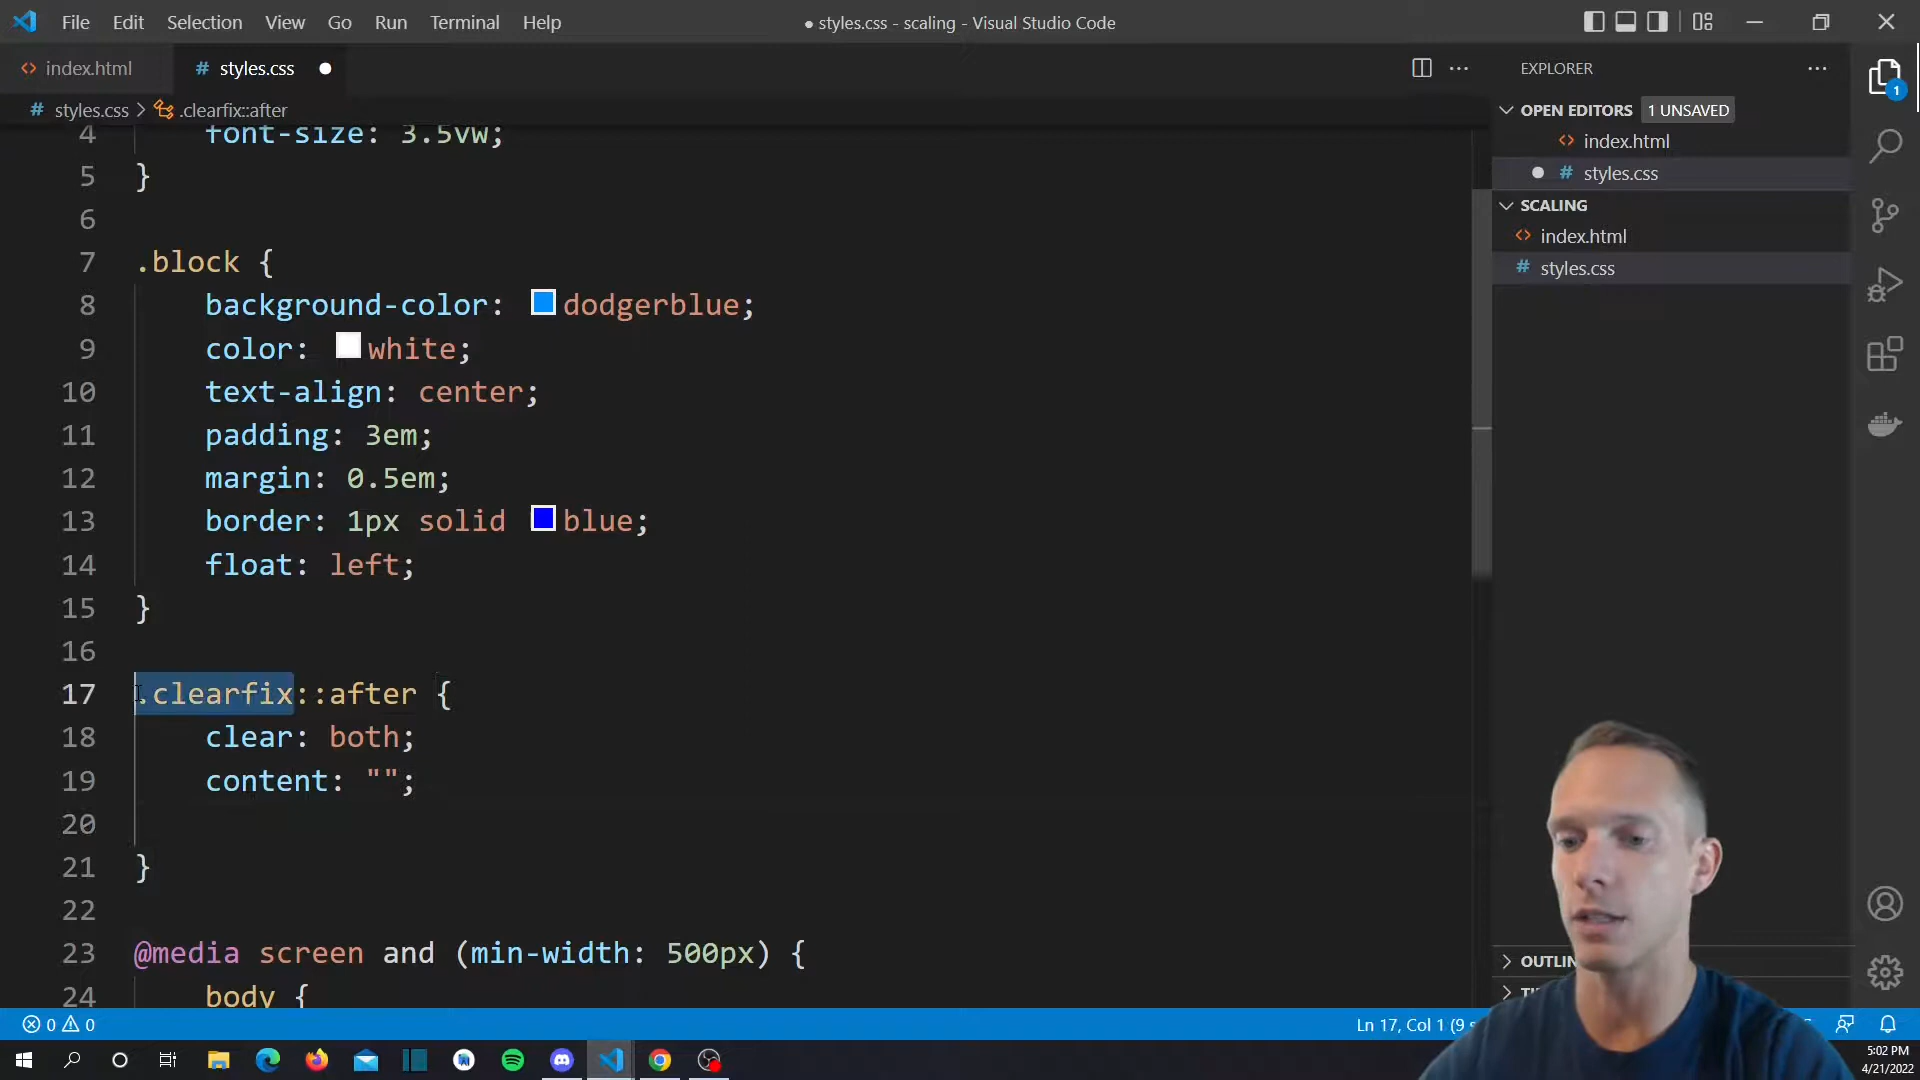 File Edit Selection View Go Run Terminal Help
● styles.css - scaling - Visual Studio Code
<> index.html
# styles.css ●
EXPLORER
# styles.css > .clearfix::after
OPEN EDITORS 1 UNSAVED
<> index.html
● # styles.css
SCALING
<> index.html
# styles.css
1
4 font-size: 3.5vw;
5 }
6
7 .block {
8 background-color: dodgerblue;
9 color: white;
10 text-align: center;
11 padding: 3em;
12 margin: 0.5em;
13 border: 1px solid blue;
14 float: left;
15 }
16
17 .clearfix::after {
18 clear: both;
19 content: "";
20
21 }
22
23 @media screen and (min-width: 500px) {
24 body {
OUTLIN
0 0
Ln 17, Col 1 (9 s
5:02 PM
4/21/2022